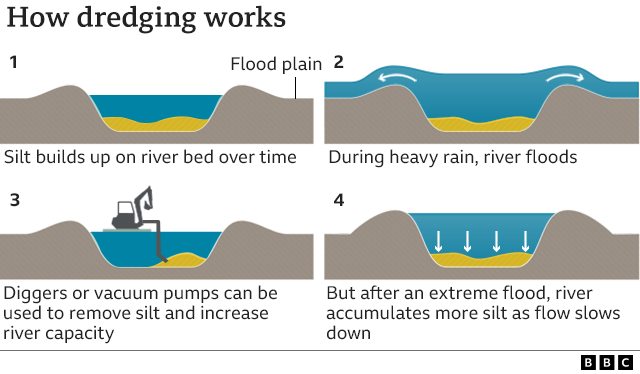 How dredging works
1
Flood plain
Silt builds up on river bed over time
2
During heavy rain, river floods
3
Diggers or vacuum pumps can be
used to remove silt and increase
river capacity
4
But after an extreme flood, river
accumulates more silt as flow slows
down
BBC